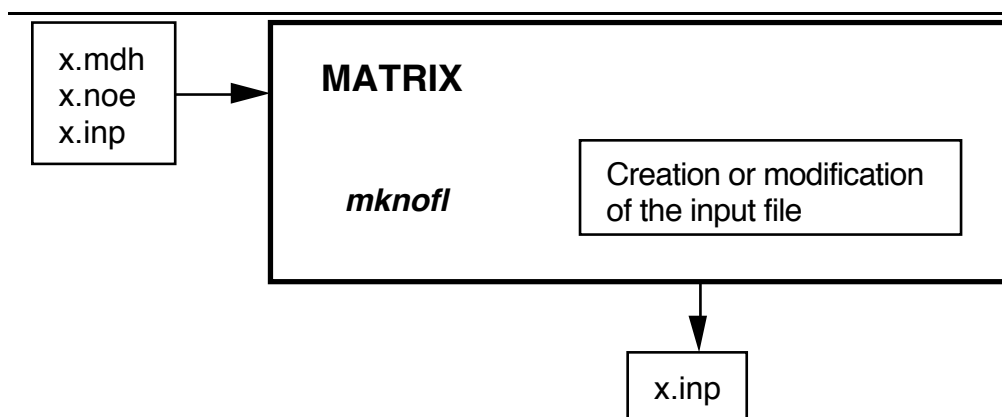 x.mdh
x.noe
x.inp
MATRIX
mknofl
Creation or modification
of the input file
x.inp